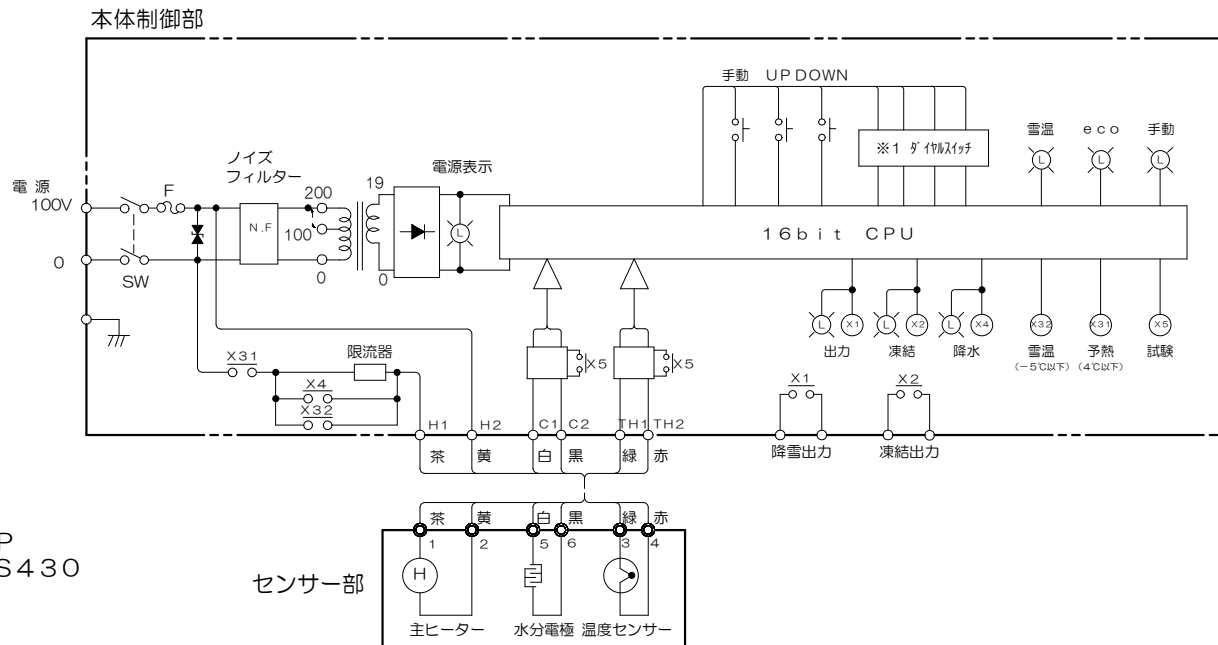 本体制御部
手動 UP DOWN
※1 ダイヤルスイッチ
雪温 eco 手動
L L L
電源
100V
0
SW
F
ノイズ
フィルター
N.F
200
100
0
19
0
電源表示
L
16bit CPU
L X1 L X2 L X4 X32 X31 X5
出力 凍結 降水 雪温 予熱 試験
(-5℃以下) (4℃以下)
X31
限流器
X4
X32
X5 X5
X1 X2
H1 H2 C1 C2 TH1 TH2
降雪出力 凍結出力
茶 黄 白 黒 緑 赤
茶 黄 白 黒 緑 赤
1 2 5 6 3 4
P
S430
センサー部
H
主ヒーター 水分電極 温度センサー